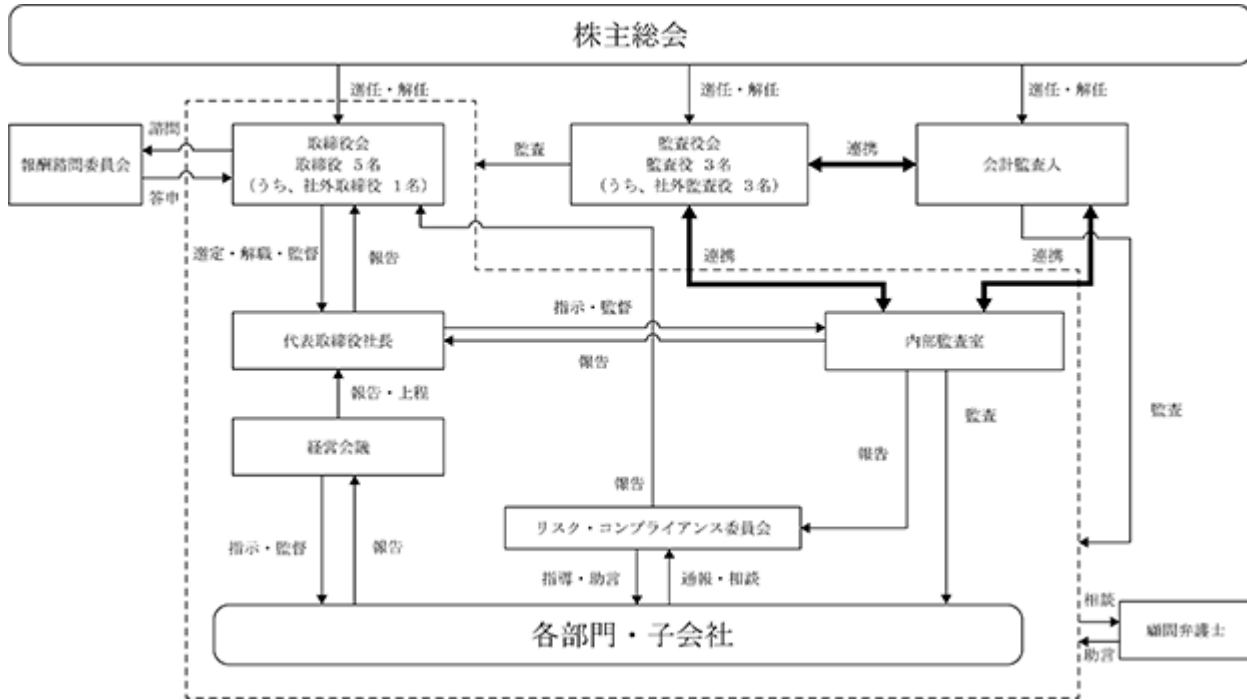 株主総会
選任・解任
選任・解任
選任・解任
諮問
報酬諮問委員会
答申
取締役会
取締役 5名
(うち、社外取締役 1名)
監査
監査役会
監査役 3名
(うち、社外監査役 3名)
連携
会計監査人
選定・解職・監督
報告
連携
連携
指示・監督
代表取締役社長
内部監査室
報告
報告・上程
監査
監査
経営会議
報告
報告
リスク・コンプライアンス委員会
指示・監督
報告
指導・助言
通報・相談
各部門・子会社
相談
顧問弁護士
助言